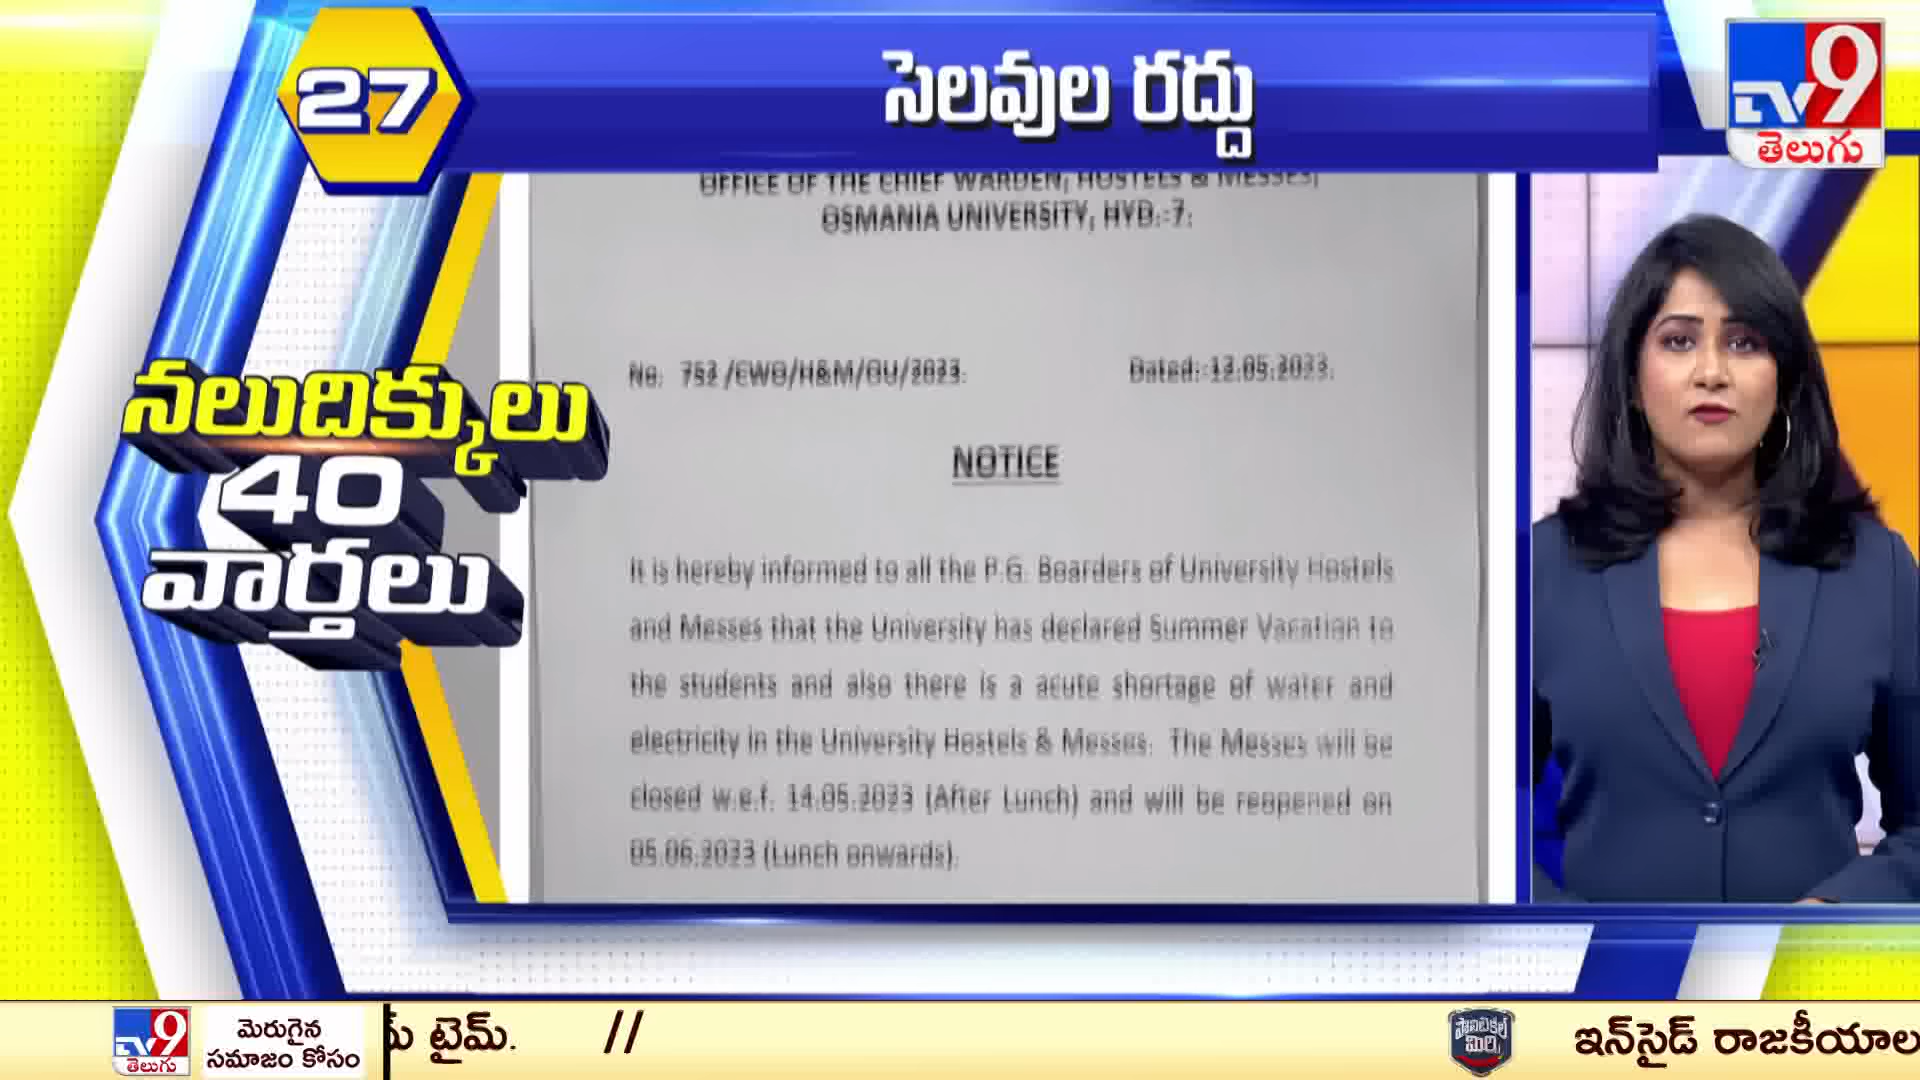 27
సెలవుల రద్దు
TV9
తెలుగు
OFFICE OF THE CHIEF WARDEN, HOSTELS & MESSES,
OSMANIA UNIVERSITY, HYD.-7.
No. 752 /CWO/H&M/OU/2023. Dated: 12.05.2023.
NOTICE
It is hereby informed to all the P.G. Boarders of University Hostels
and Messes that the University has declared Summer Vacation to
the students and also there is a acute shortage of water and
electricity in the University Hostels & Messes. The Messes will be
closed w.e.f. 14.05.2023 (After Lunch) and will be reopened on
05.06.2023 (Lunch onwards).
నలుదిక్కులు
40
వార్తలు
TV9
తెలుగు
మెరుగైన
సమాజం కోసం
టైమ్. //
పొలిటికల్
మిర్చి
ఇన్‌సైడ్ రాజకీయాల